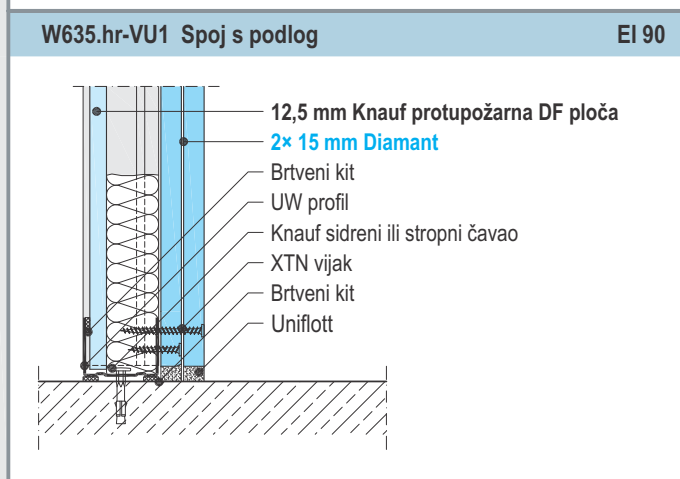 W635.hr-VU1 Spoj s podlog EI 90
12,5 mm Knauf protupožarna DF ploča
2× 15 mm Diamant
Brtveni kit
UW profil
Knauf sidreni ili stropni čavao
XTN vijak
Brtveni kit
Uniflott